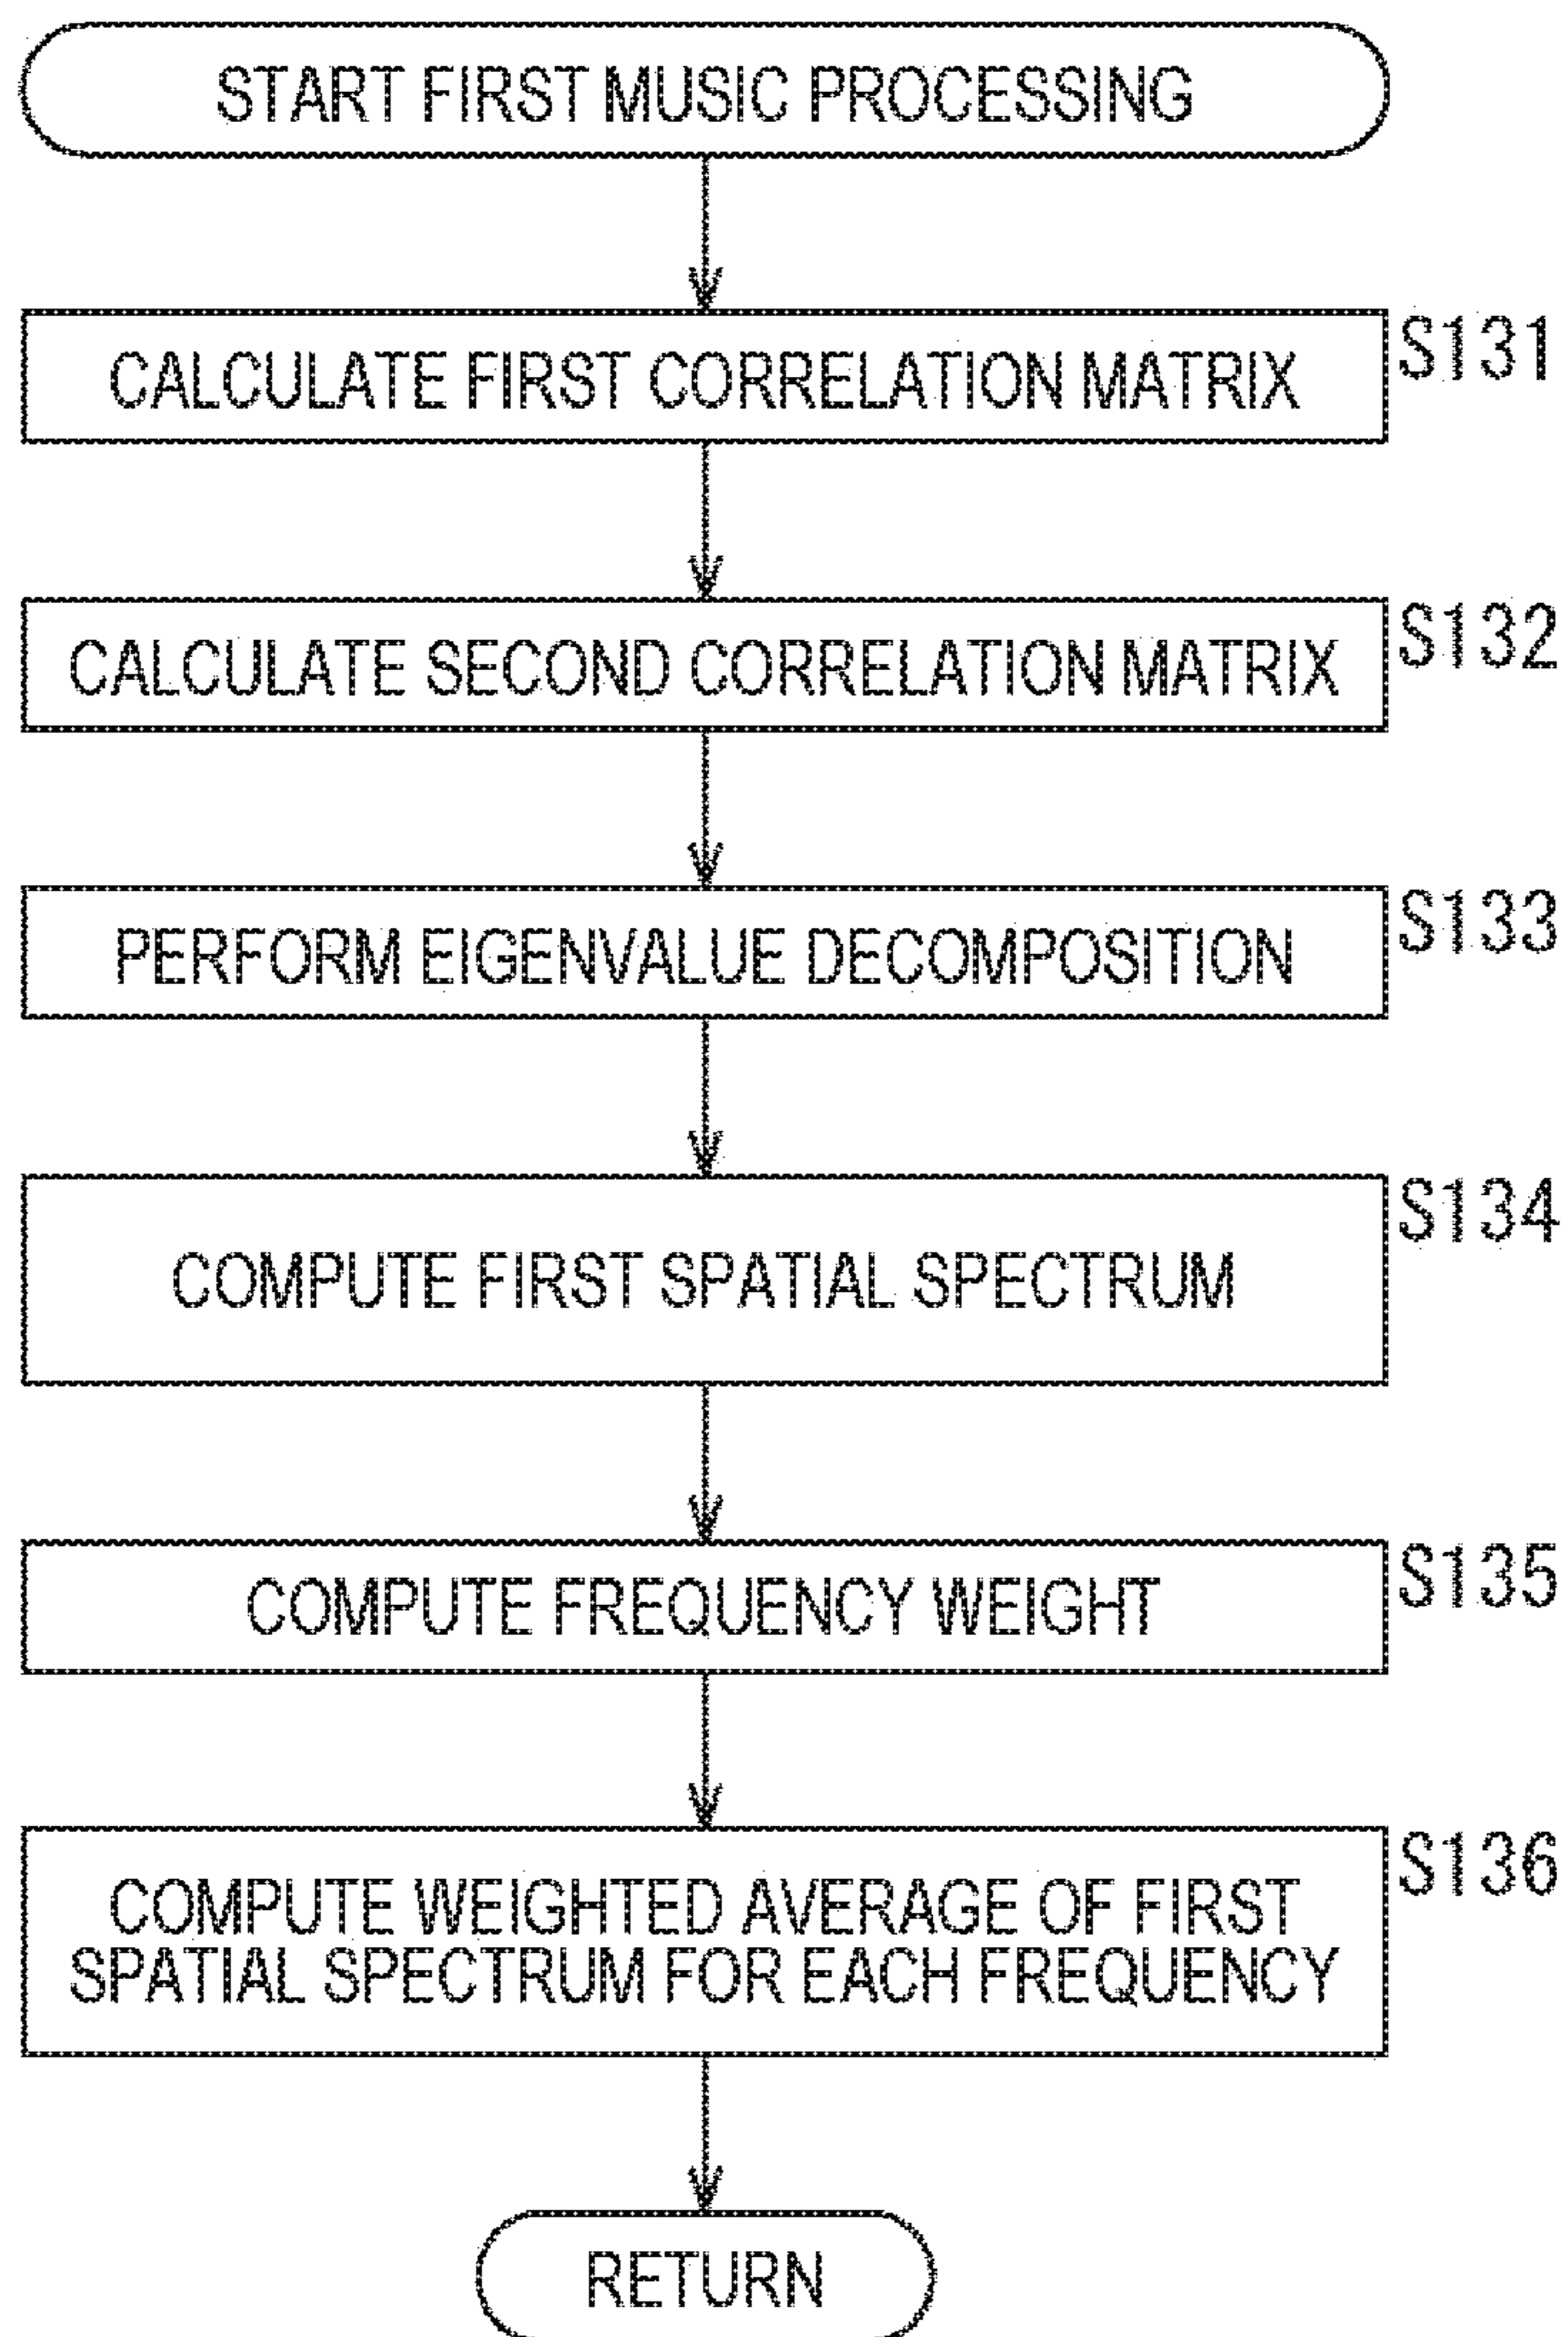 START FIRST MUSIC PROCESSING
CALCULATE FIRST CORRELATION MATRIX
S131
CALCULATE SECOND CORRELATION MATRIX
S132
PERFORM EIGENVALUE DECOMPOSITION
S133
COMPUTE FIRST SPATIAL SPECTRUM
S134
COMPUTE FREQUENCY WEIGHT
S135
COMPUTE WEIGHTED AVERAGE OF FIRST
SPATIAL SPECTRUM FOR EACH FREQUENCY
S136
RETURN